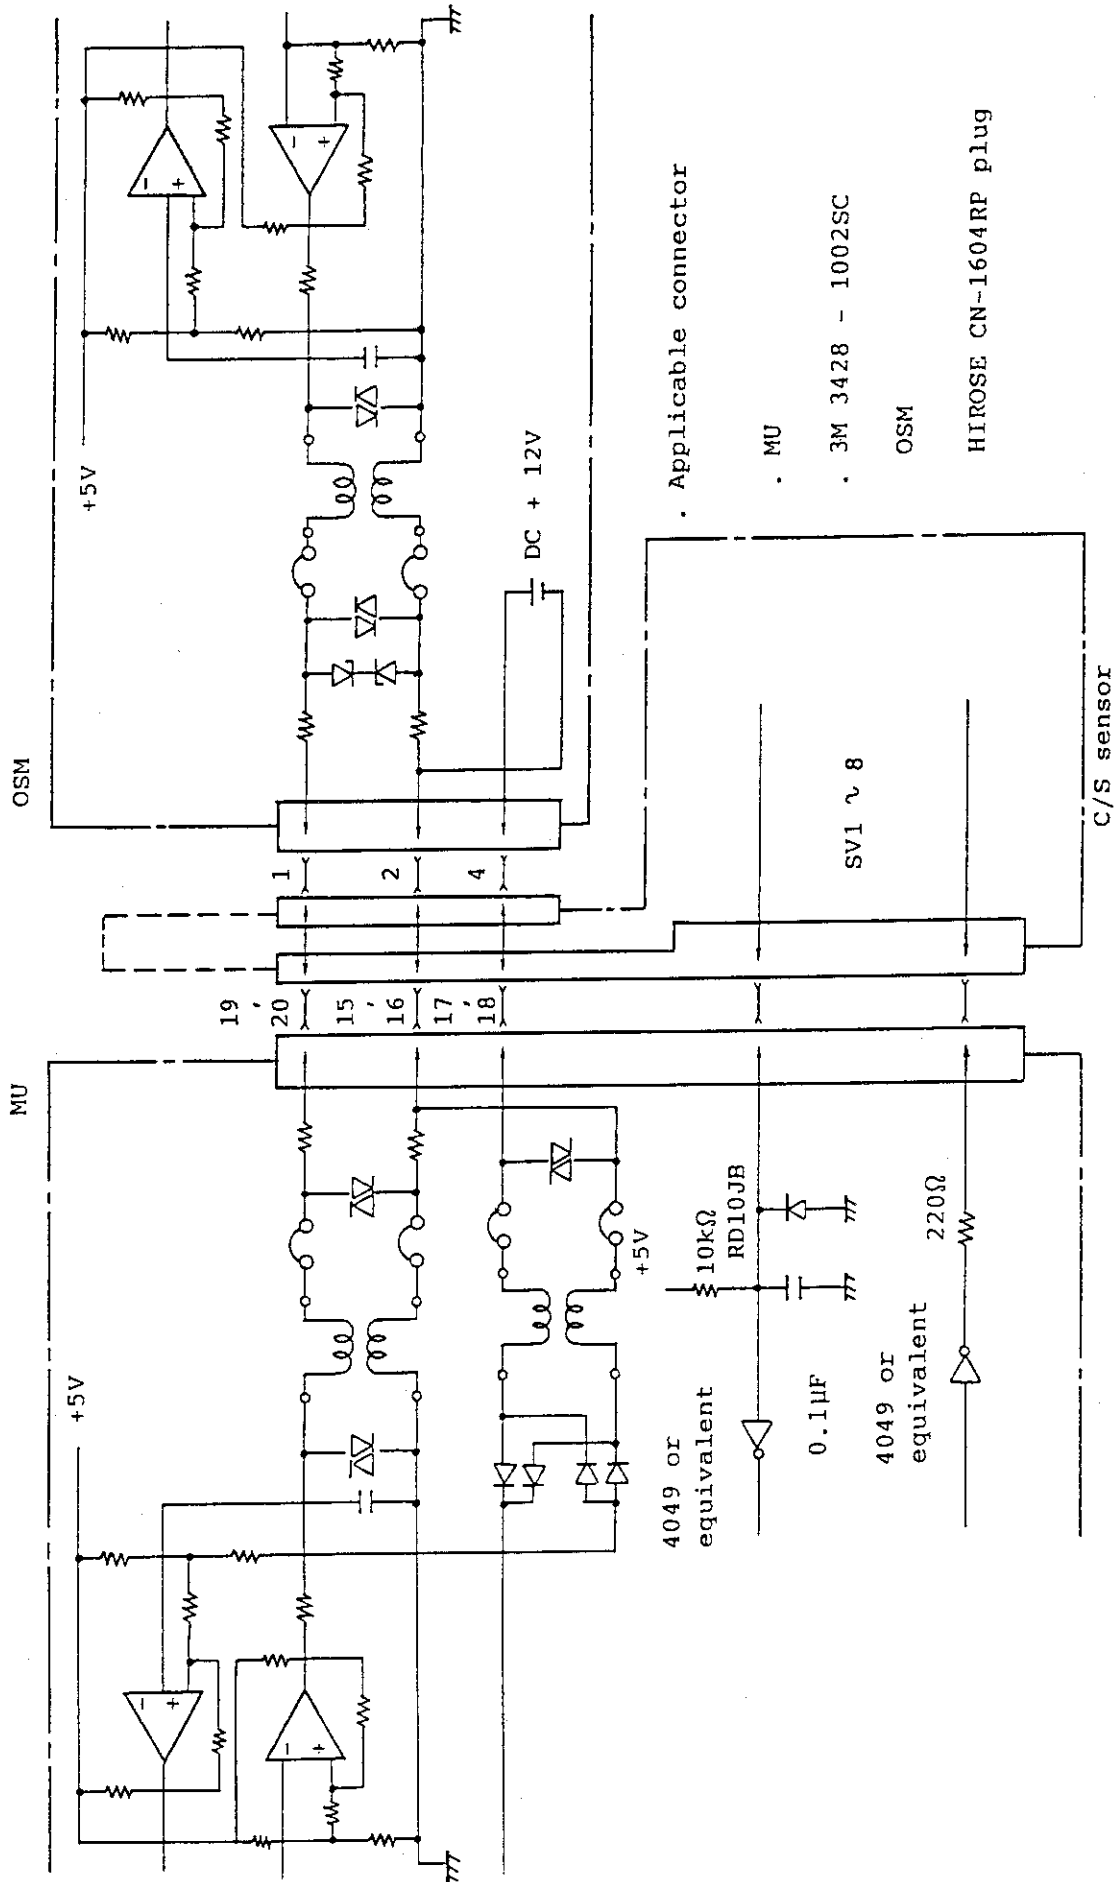 MU
OSM
+5V
+5V
19,
20
15,
16
17,
18
1
2
4
DC + 12V
−
+
−
+
−
+
−
+
4049 or
equivalent
+5V
10kΩ
RD10JB
0.1μF
4049 or
equivalent
220Ω
SV1 ~ 8
C/S sensor
. Applicable connector
. MU
. 3M 3428 - 1002SC
OSM
HIROSE CN-1604RP plug